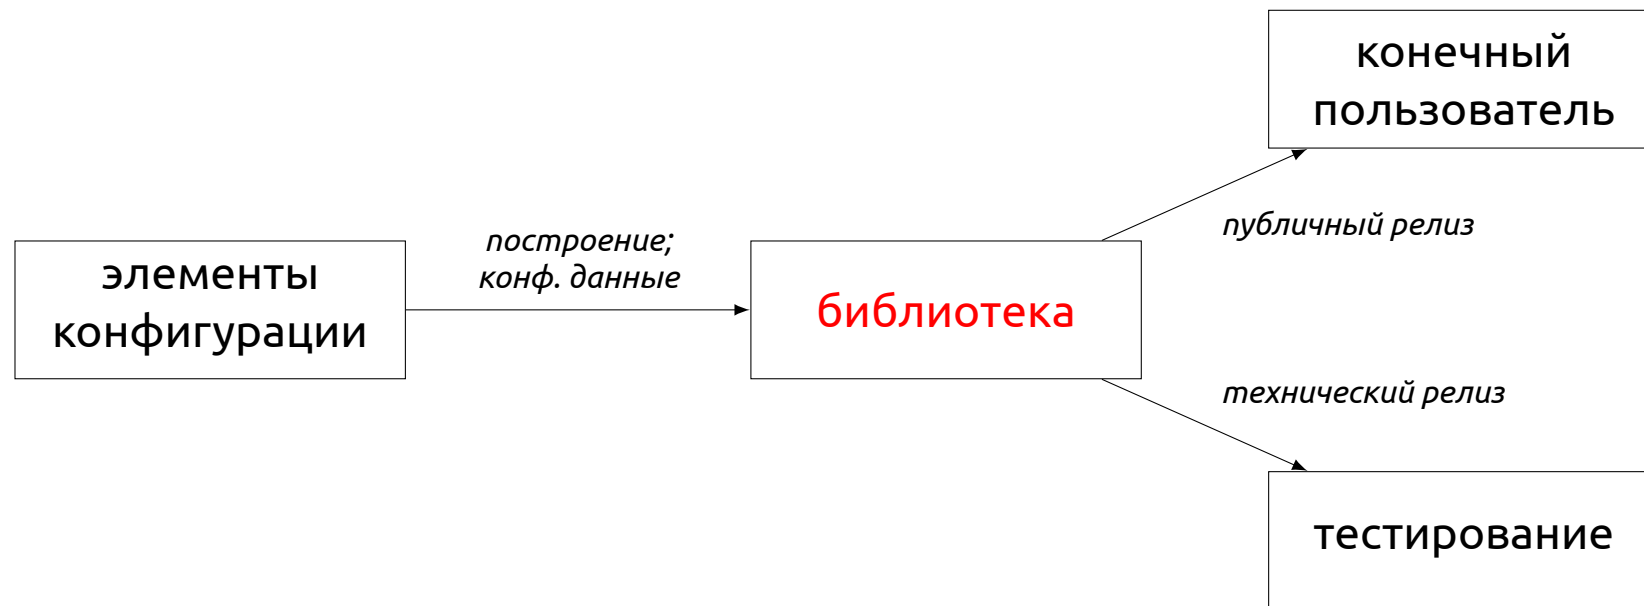 элементы
конфигурации
построение;
конф. данные
библиотека
публичный релиз
конечный
пользователь
технический релиз
тестирование